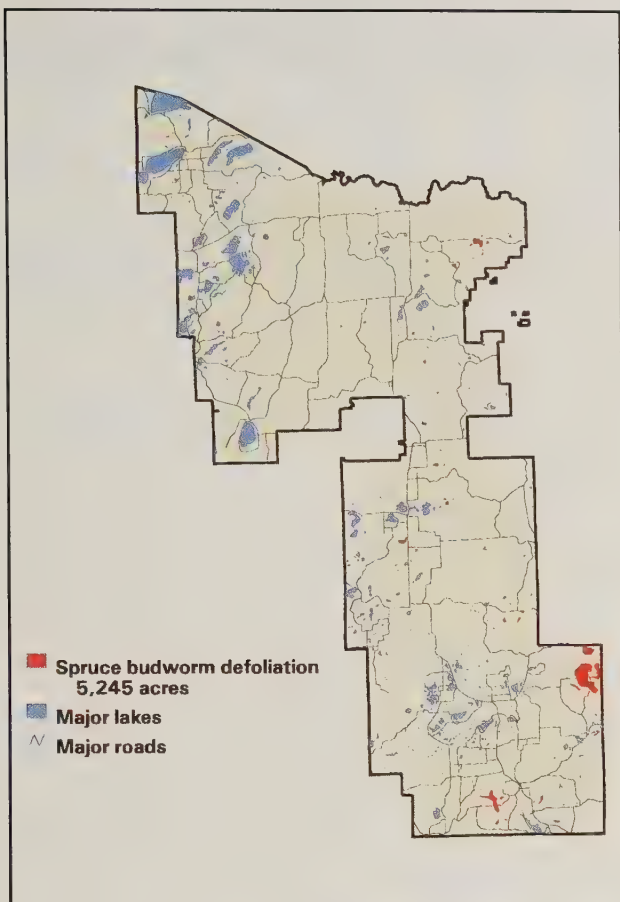 Spruce budworm defoliation
5,245 acres
Major lakes
Major roads